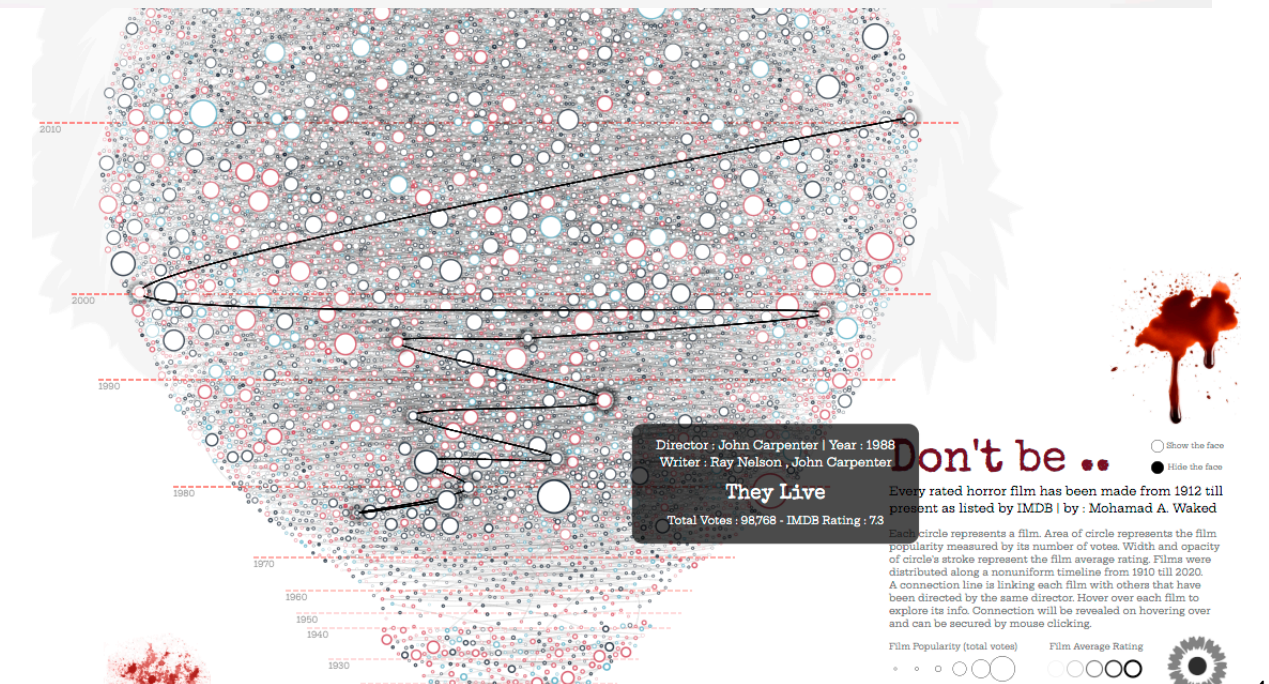 2010
2000
1990
1980
1970
1960
1950
1940
1930
Director : John Carpenter | Year : 1988
Writer : Ray Nelson , John Carpenter
They Live
Total Votes : 98,768 - IMDB Rating : 7.3
Don't be ..
Show the face
Hide the face
Every rated horror film has been made from 1912 till
present as listed by IMDB | by : Mohamad A. Waked
Each circle represents a film. Area of circle represents the film
popularity measured by its number of votes. Width and opacity
of circle's stroke represent the film average rating. Films were
distributed along a nonuniform timeline from 1910 till 2020.
A connection line is linking each film with others that have
been directed by the same director. Hover over each film to
explore its info. Connection will be revealed on hovering over
and can be secured by mouse clicking.
Film Popularity (total votes)
Film Average Rating